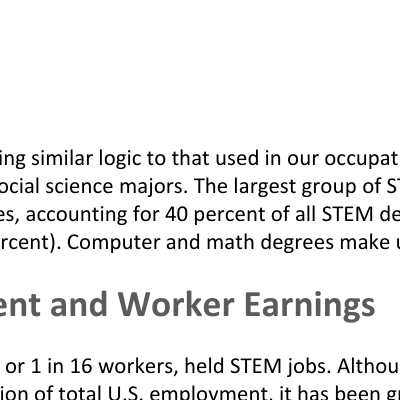 ing similar logic to that used in our occupat
ocial science majors. The largest group of S
es, accounting for 40 percent of all STEM de
rcent). Computer and math degrees make
ent and Worker Earnings
or 1 in 16 workers, held STEM jobs. Althou
ion of total U.S. employment, it has been g